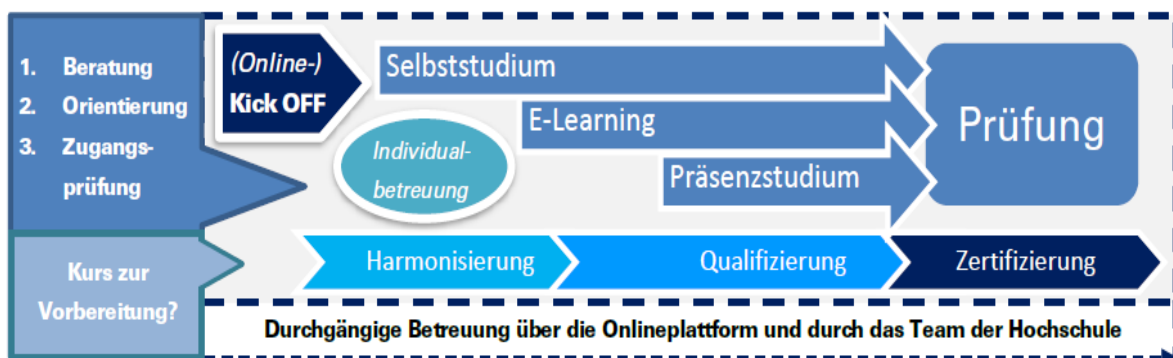 1. Beratung
2. Orientierung
3. Zugangs-
prüfung
Kurs zur
Vorbereitung?
(Online-)
Kick OFF
Individual-
betreuung
Selbststudium
E-Learning
Präsenzstudium
Prüfung
Harmonisierung
Qualifizierung
Zertifizierung
Durchgängige Betreuung über die Onlineplattform und durch das Team der Hochschule